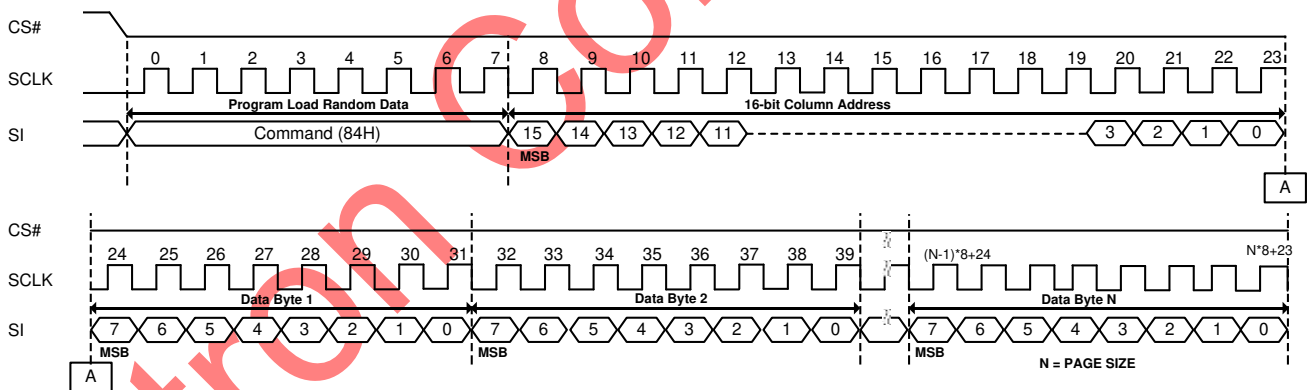 CS#
0 1 2 3 4 5 6 7 8 9 10 11 12 13 14 15 16 17 18 19 20 21 22 23
SCLK
Program Load Random Data 16-bit Column Address
SI Command (84H) 15 14 13 12 11 3 2 1 0
MSB
A
CS#
24 25 26 27 28 29 30 31 32 33 34 35 36 37 38 39 (N-1)*8+24 N*8+23
SCLK
Data Byte 1 Data Byte 2 Data Byte N
SI 7 6 5 4 3 2 1 0 7 6 5 4 3 2 1 0 7 6 5 4 3 2 1 0
MSB MSB MSB
N = PAGE SIZE
A